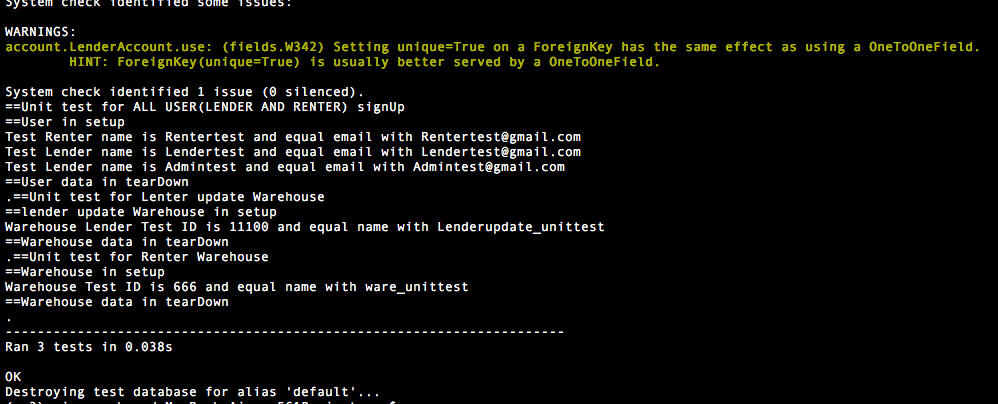 System check identified some issues:
WARNINGS:
account.LenderAccount.use: (fields.W342) Setting unique=True on a ForeignKey has the same effect as using a OneToOneField.
HINT: ForeignKey(unique=True) is usually better served by a OneToOneField.
System check identified 1 issue (0 silenced).
==Unit test for ALL USER(LENDER AND RENTER) signUp
==User in setup
Test Renter name is Rentertest and equal email with Rentertest@gmail.com
Test Lender name is Lendertest and equal email with Lendertest@gmail.com
Test Lender name is Admintest and equal email with Admintest@gmail.com
==User data in tearDown
.==Unit test for Lenter update Warehouse
==lender update Warehouse in setup
Warehouse Lender Test ID is 11100 and equal name with Lenderupdate_unittest
==Warehouse data in tearDown
.==Unit test for Renter Warehouse
==Warehouse in setup
Warehouse Test ID is 666 and equal name with ware_unittest
==Warehouse data in tearDown
.
----------------------------------------------------------------------
Ran 3 tests in 0.038s
OK
Destroying test database for alias 'default'...